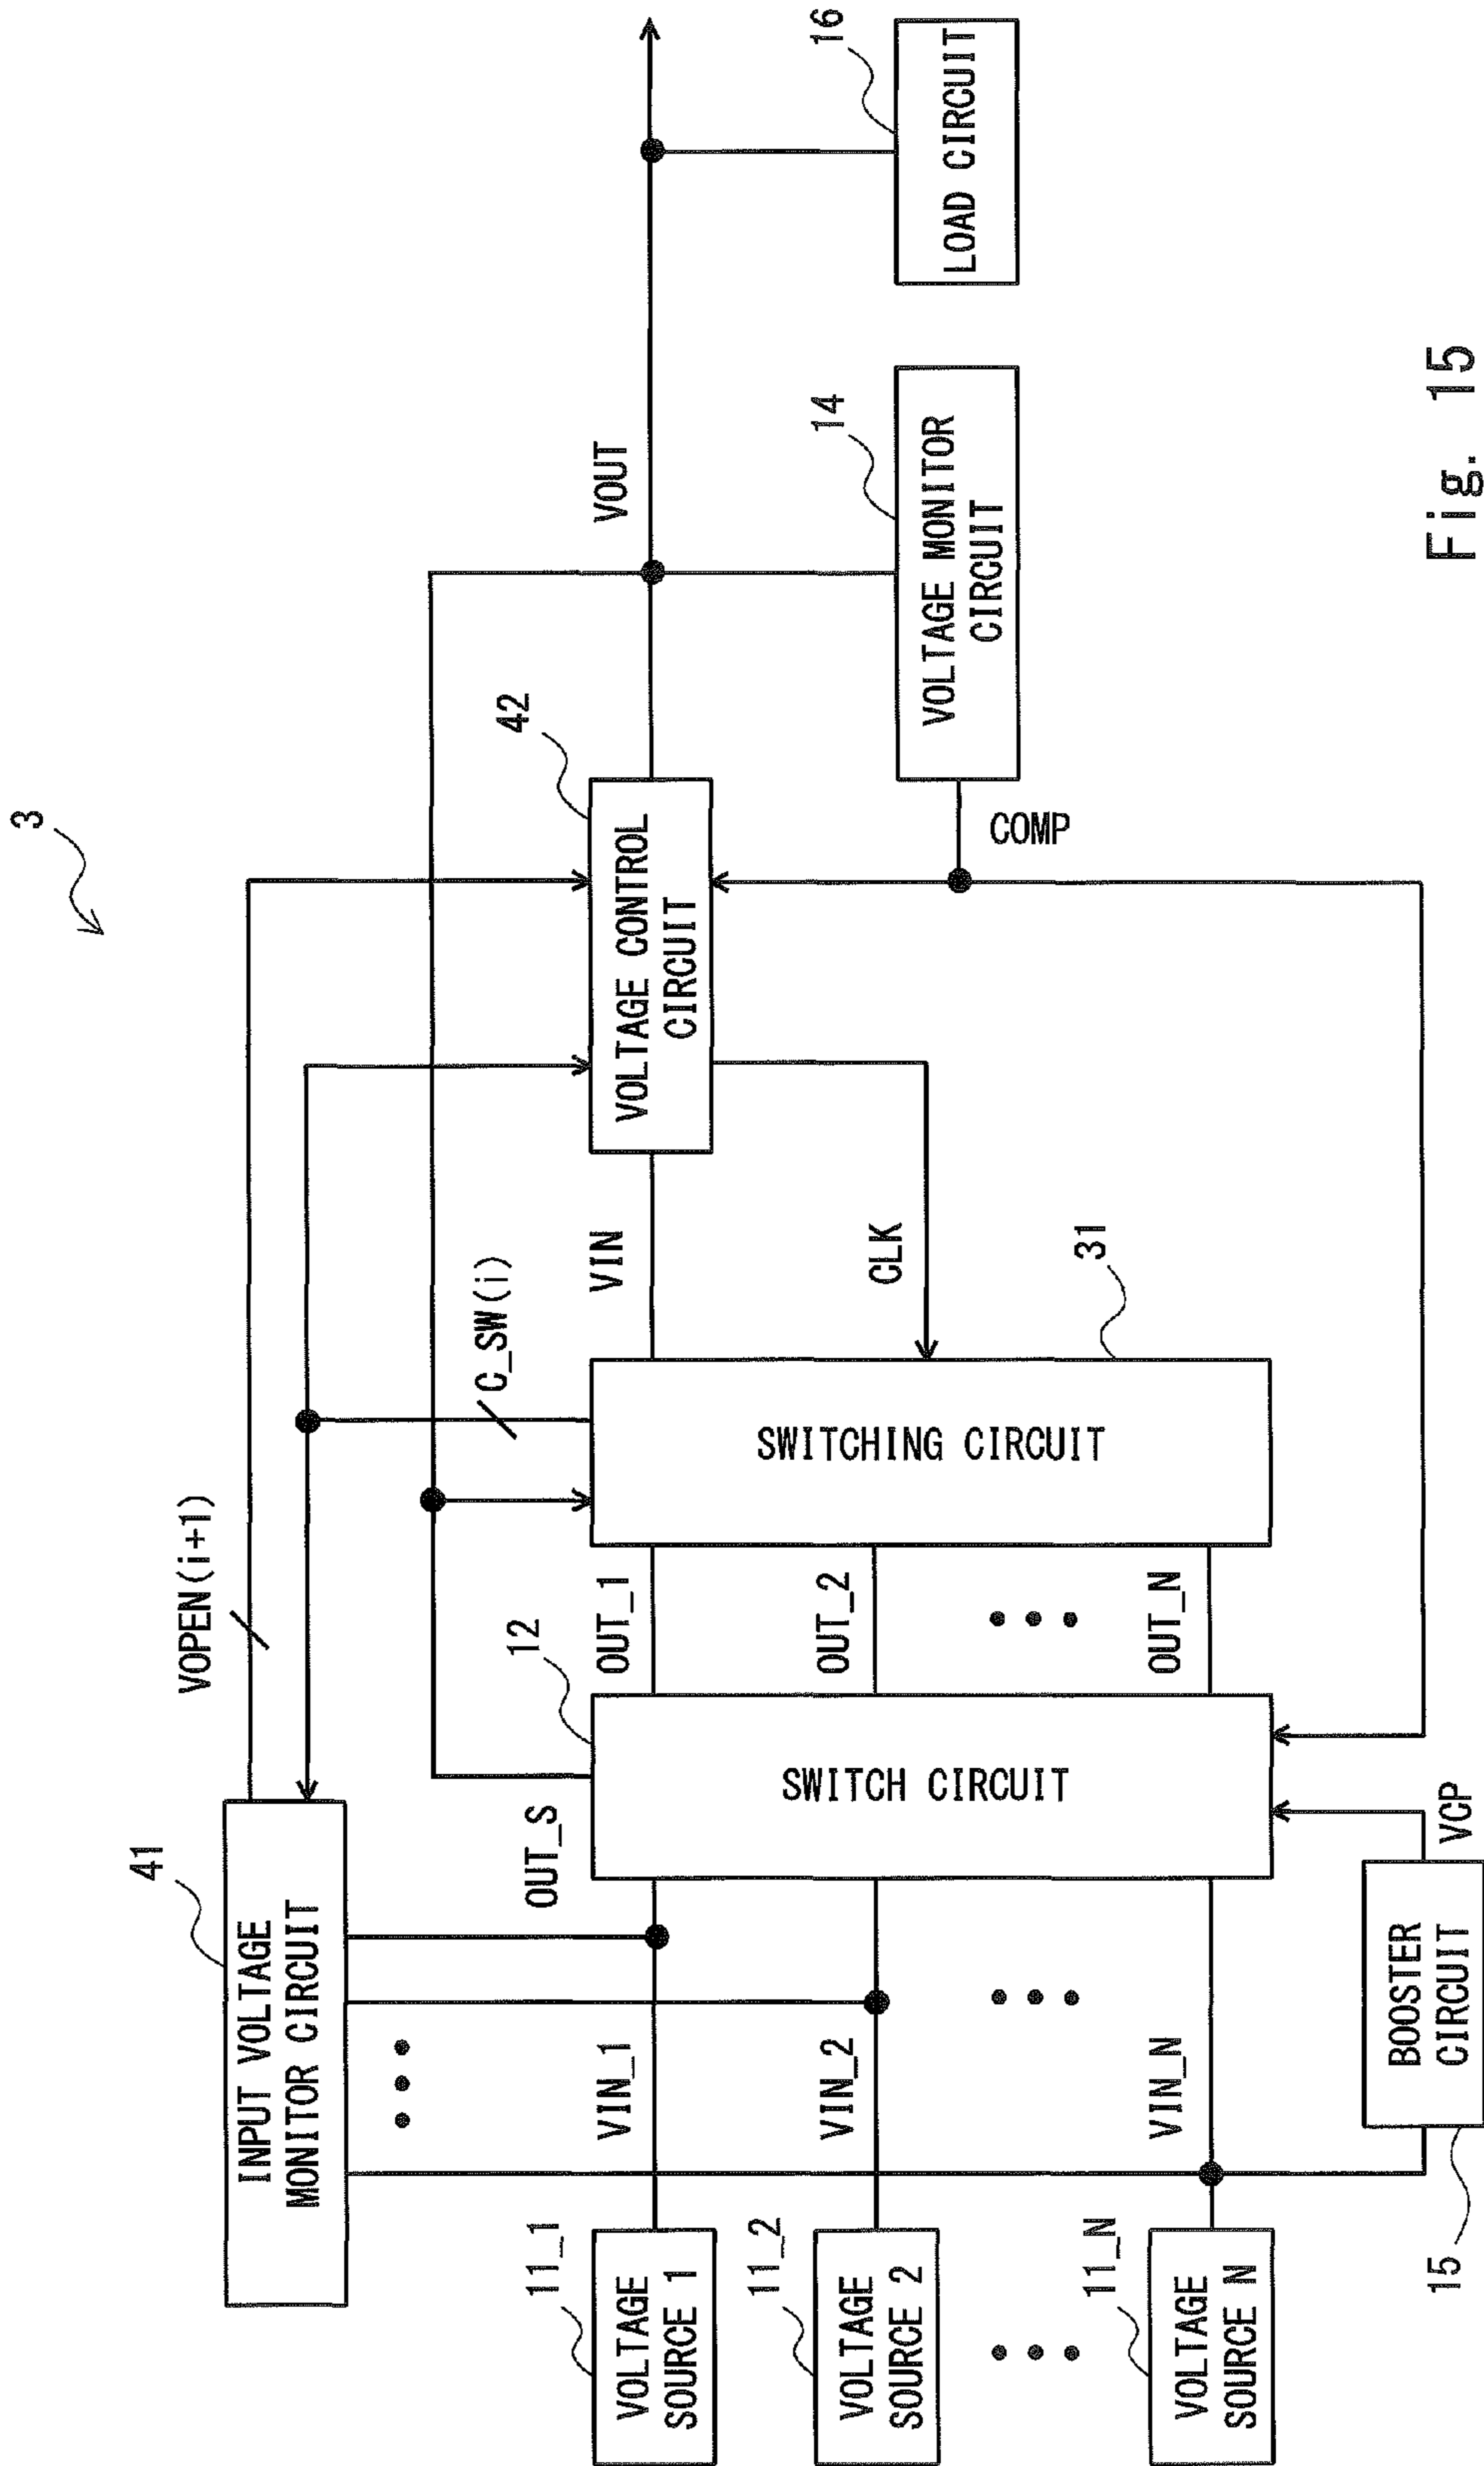 3
VOPEN(i+1)
41
INPUT VOLTAGE
MONITOR CIRCUIT
C_SW(i)
42
VOLTAGE CONTROL
CIRCUIT
VOUT
16
LOAD CIRCUIT
OUT_S
12
SWITCH CIRCUIT
OUT_1
OUT_2
OUT_N
SWITCHING CIRCUIT
31
VIN
CLK
COMP
14
VOLTAGE MONITOR
CIRCUIT
11_1
VOLTAGE
SOURCE 1
VIN_1
11_2
VOLTAGE
SOURCE 2
VIN_2
11_N
VOLTAGE
SOURCE N
VIN_N
15
BOOSTER
CIRCUIT
VCP
Fig. 15